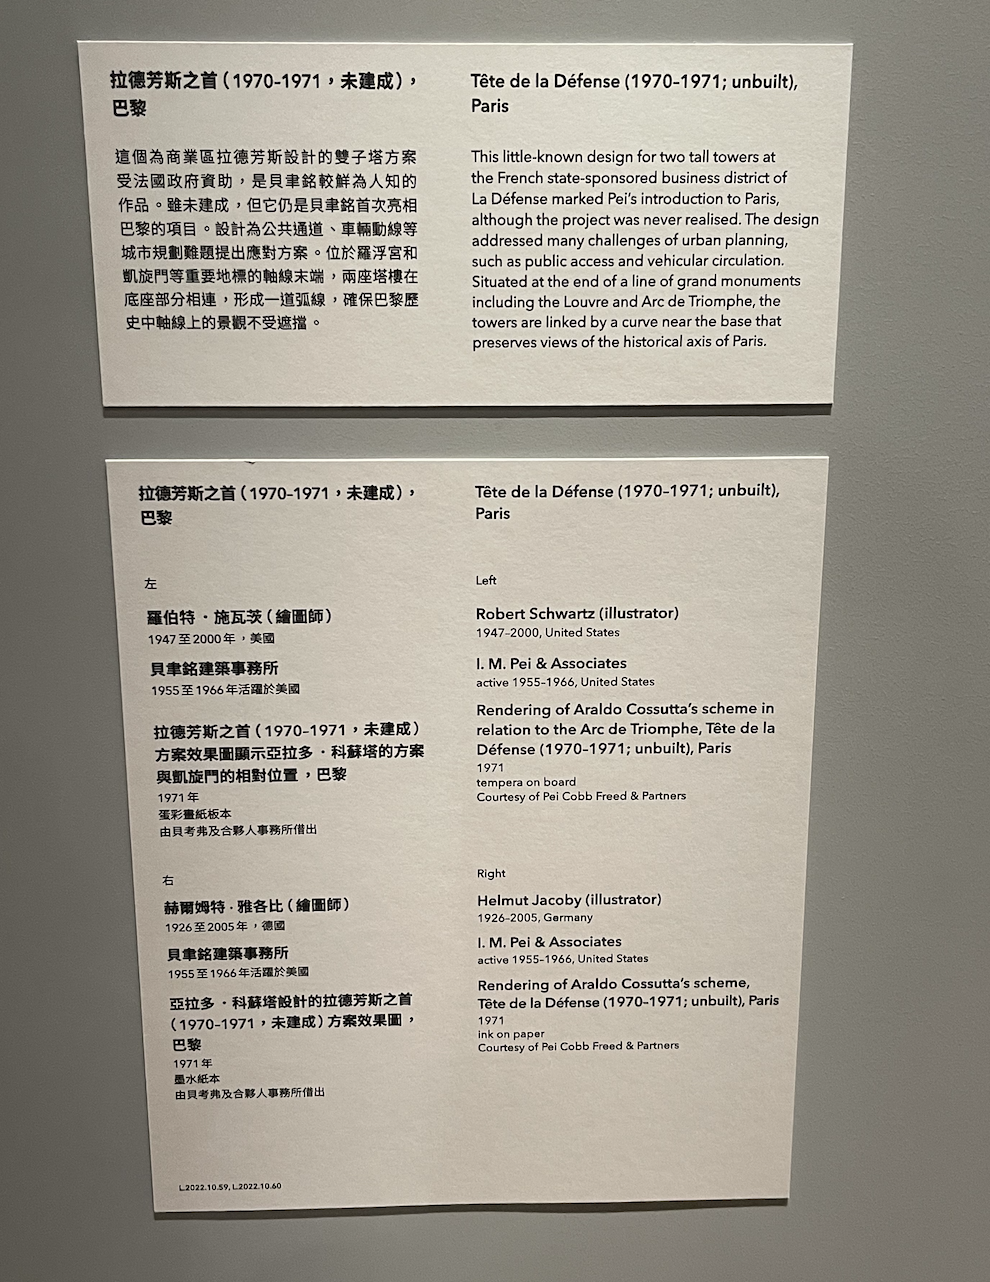 拉德芳斯之首（1970–1971，未建成），
巴黎
這個為商業區拉德芳斯設計的雙子塔方案
受法國政府資助，是貝聿銘較鮮為人知的
作品。雖未建成，但它仍是貝聿銘首次亮相
巴黎的項目。設計為公共通道、車輛動線等
城市規劃難題提出應對方案。位於羅浮宮和
凱旋門等重要地標的軸線末端，兩座塔樓在
底座部分相連，形成一道弧線，確保巴黎歷
史中軸線上的景觀不受遮擋。
Tête de la Défense (1970–1971; unbuilt),
Paris
This little-known design for two tall towers at
the French state-sponsored business district of
La Défense marked Pei’s introduction to Paris,
although the project was never realised. The design
addressed many challenges of urban planning,
such as public access and vehicular circulation.
Situated at the end of a line of grand monuments
including the Louvre and Arc de Triomphe, the
towers are linked by a curve near the base that
preserves views of the historical axis of Paris.
拉德芳斯之首（1970–1971，未建成），
巴黎
左
羅伯特．施瓦茨（繪圖師）
1947至2000年，美國
貝聿銘建築事務所
1955至1966年活躍於美國
拉德芳斯之首（1970–1971，未建成）
方案效果圖顯示亞拉多．科蘇塔的方案
與凱旋門的相對位置，巴黎
1971年
蛋彩畫紙板本
由貝考弗及合夥人事務所借出
右
赫爾姆特．雅各比（繪圖師）
1926至2005年，德國
貝聿銘建築事務所
1955至1966年活躍於美國
亞拉多．科蘇塔設計的拉德芳斯之首
（1970–1971，未建成）方案效果圖，
巴黎
1971年
墨水紙本
由貝考弗及合夥人事務所借出
L.2022.10.59, L.2022.10.60
Tête de la Défense (1970–1971; unbuilt),
Paris
Left
Robert Schwartz (illustrator)
1947–2000, United States
I. M. Pei & Associates
active 1955–1966, United States
Rendering of Araldo Cossutta’s scheme in
relation to the Arc de Triomphe, Tête de la
Défense (1970–1971; unbuilt), Paris
1971
tempera on board
Courtesy of Pei Cobb Freed & Partners
Right
Helmut Jacoby (illustrator)
1926–2005, Germany
I. M. Pei & Associates
active 1955–1966, United States
Rendering of Araldo Cossutta’s scheme,
Tête de la Défense (1970–1971; unbuilt), Paris
1971
ink on paper
Courtesy of Pei Cobb Freed & Partners